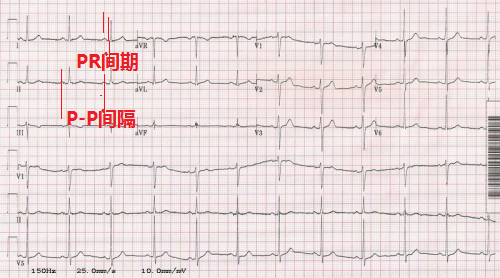 I aVR V1 V4
PR间期
II aVL V2 V5
P-P间隔
III aVF V3 V6
V1
II
V5
150Hz 25.0mm/s 10.0mm/mV